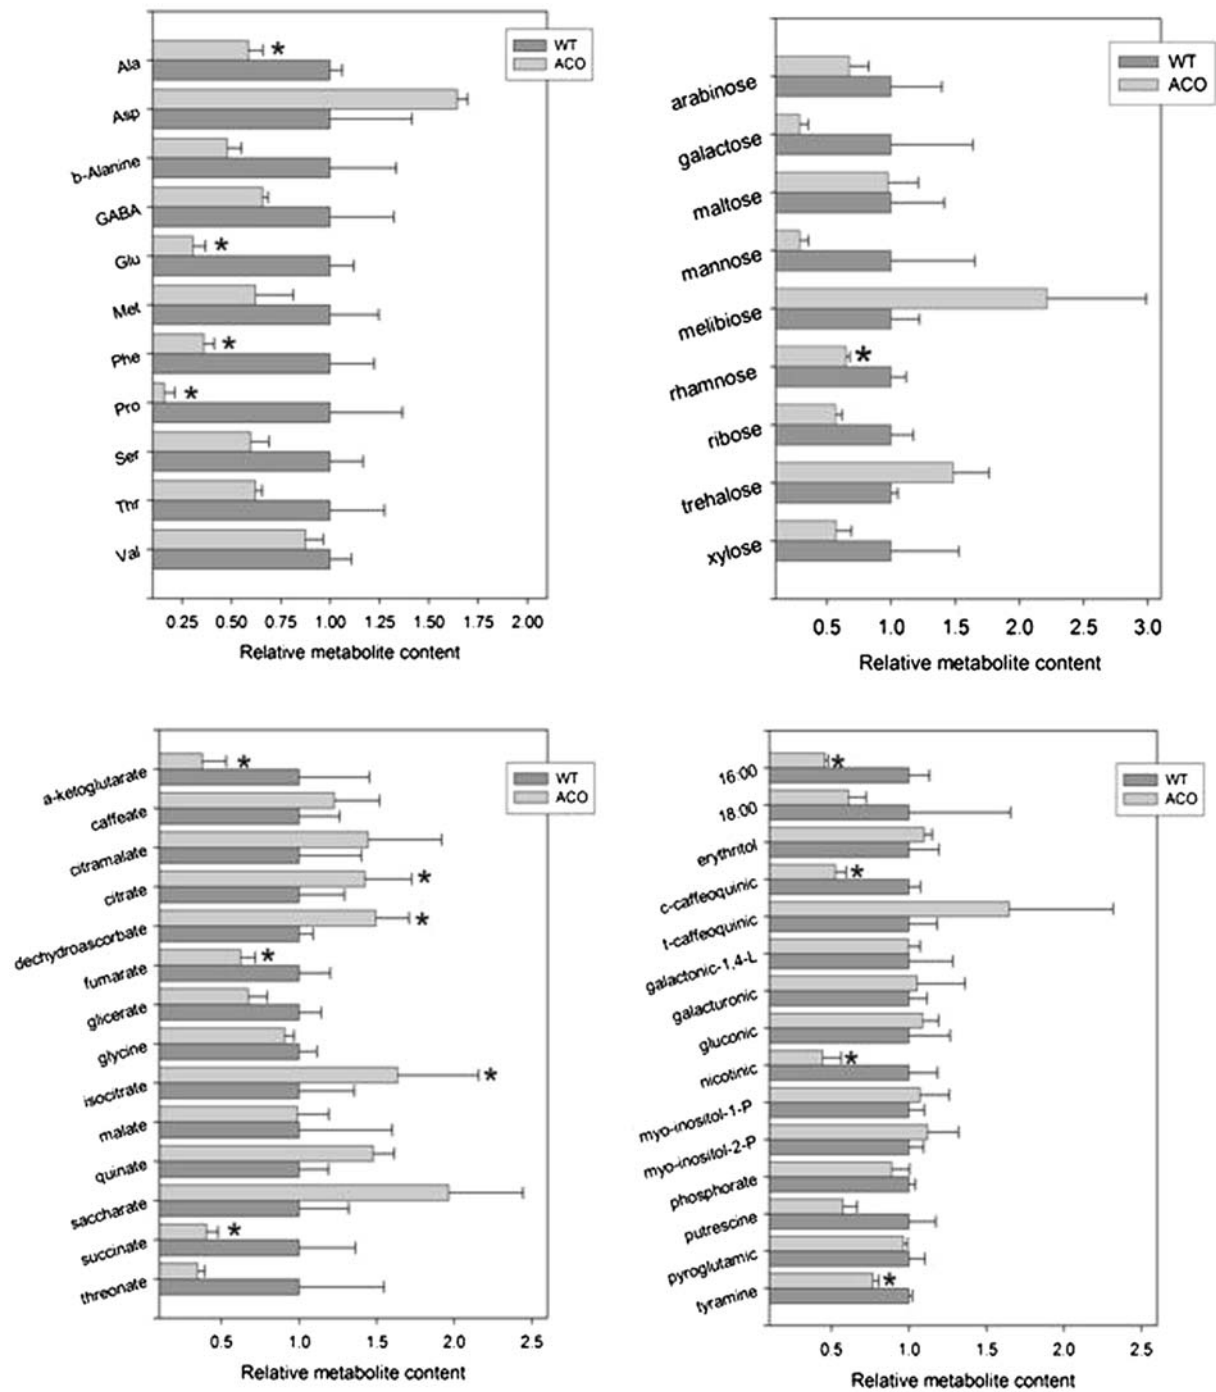 WT
ACO
Ala *
Asp
b-Alanine
GABA
Glu *
Met
Phe *
Pro *
Ser
Thr
Val
0.25 0.50 0.75 1.00 1.25 1.50 1.75 2.00
Relative metabolite content
WT
ACO
arabinose
galactose
maltose
mannose
melibiose
rhamnose *
ribose
trehalose
xylose
0.5 1.0 1.5 2.0 2.5 3.0
Relative metabolite content
WT
ACO
a-ketoglutarate *
caffeate
citramalate
citrate *
dechydroascorbate *
fumarate *
glicerate
glycine
isocitrate *
malate
quinate
saccharate
succinate *
threonate
0.5 1.0 1.5 2.0 2.5
Relative metabolite content
WT
ACO
16:00 *
18:00
erythritol
c-caffeoquinic *
t-caffeoquinic
galactonic-1,4-L
galacturonic
gluconic
nicotinic *
myo-inositol-1-P
myo-inositol-2-P
phosphorate
putrescine
pyroglutamic
tyramine *
0.5 1.0 1.5 2.0 2.5
Relative metabolite content